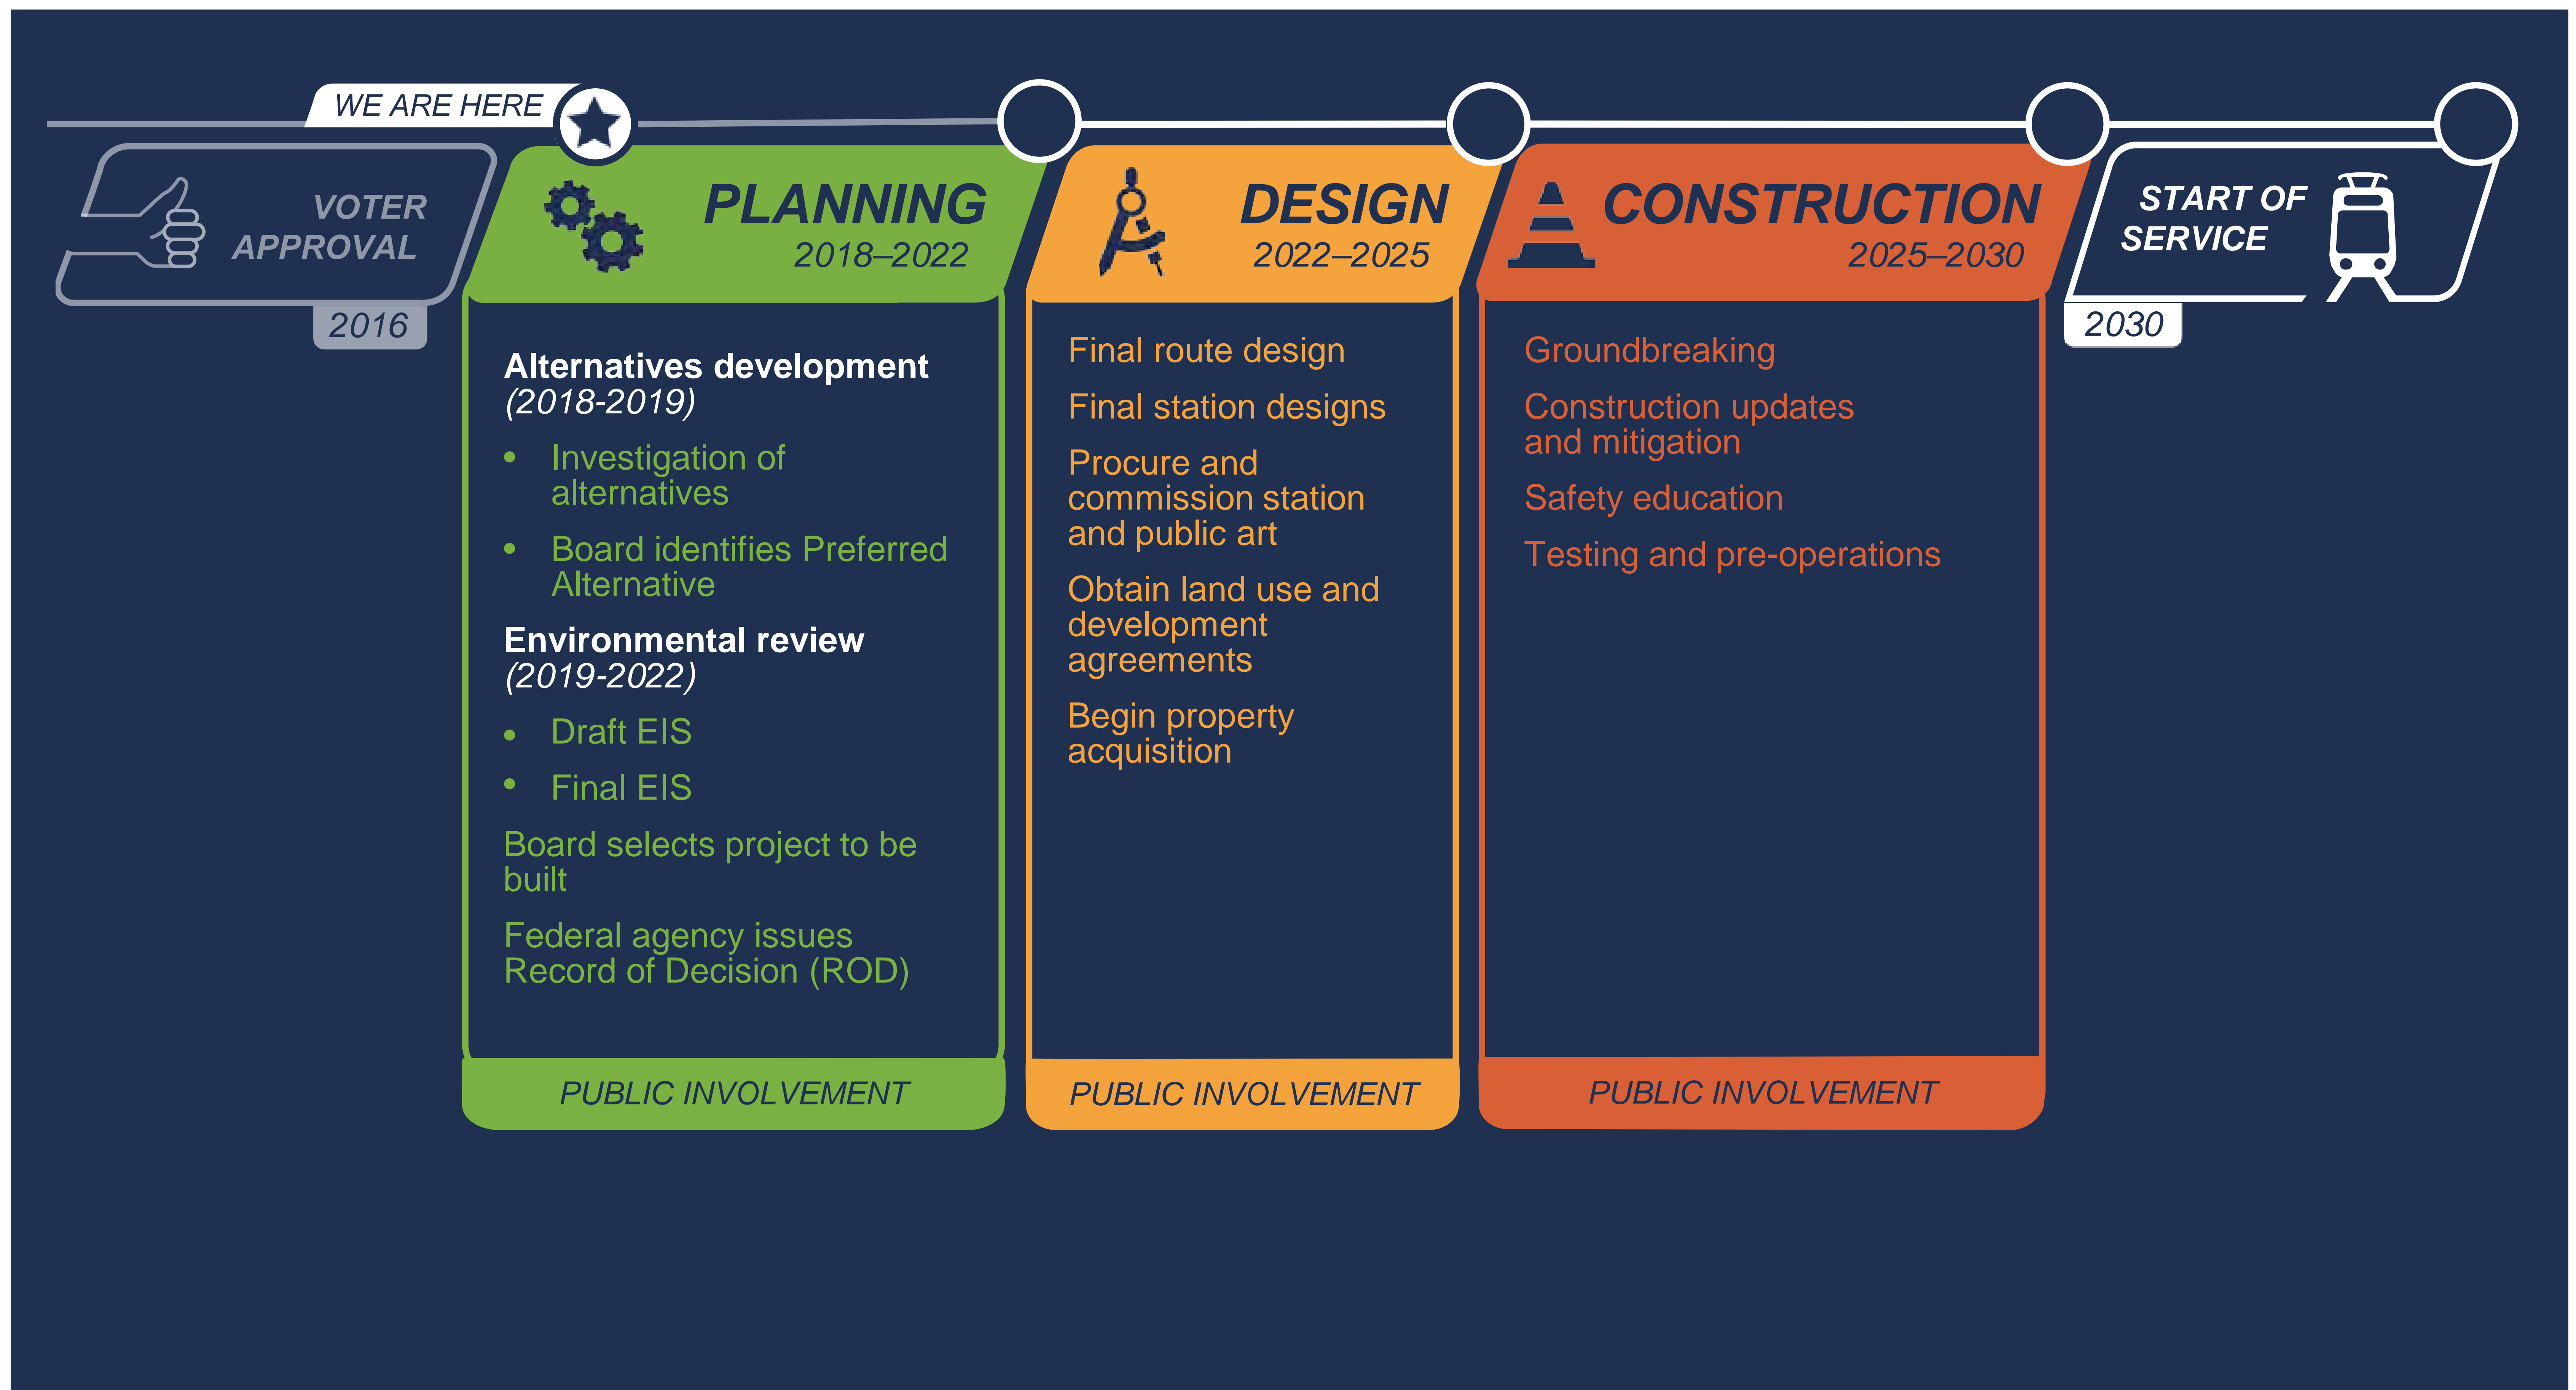 WE ARE HERE
VOTER
APPROVAL
2016
PLANNING
2018–2022
Alternatives development
(2018-2019)
• Investigation of
alternatives
• Board identifies Preferred
Alternative
Environmental review
(2019-2022)
• Draft EIS
• Final EIS
Board selects project to be
built
Federal agency issues
Record of Decision (ROD)
PUBLIC INVOLVEMENT
DESIGN
2022–2025
Final route design
Final station designs
Procure and
commission station
and public art
Obtain land use and
development
agreements
Begin property
acquisition
PUBLIC INVOLVEMENT
CONSTRUCTION
2025–2030
Groundbreaking
Construction updates
and mitigation
Safety education
Testing and pre-operations
PUBLIC INVOLVEMENT
START OF
SERVICE
2030